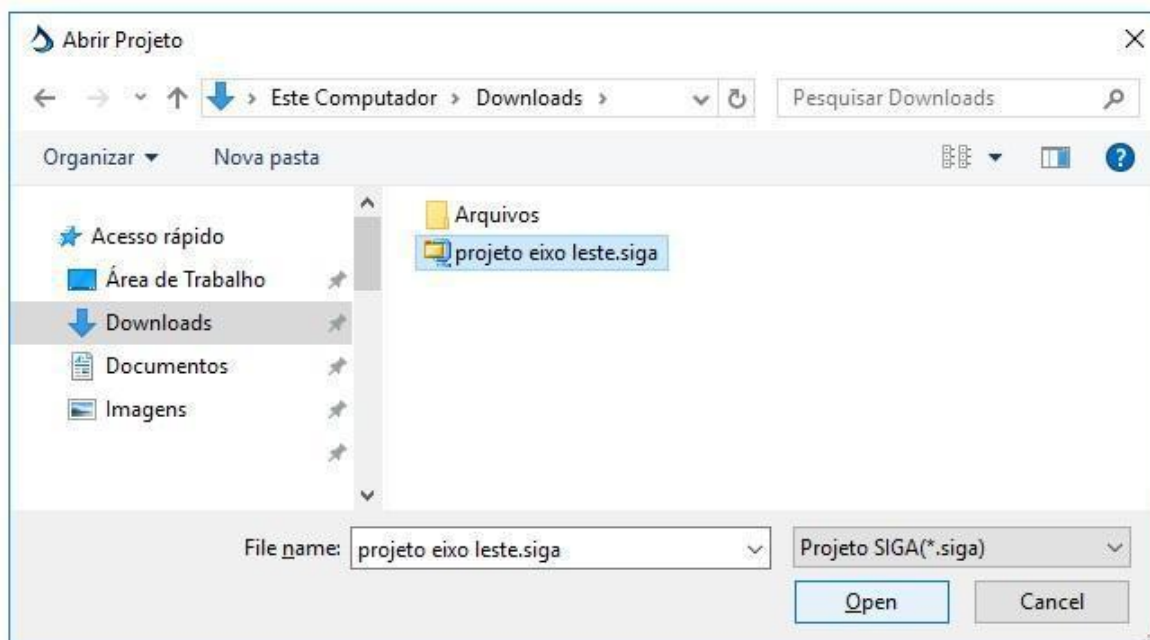 Abrir Projeto
Este Computador > Downloads >
Pesquisar Downloads
Organizar
Nova pasta
Acesso rápido
Área de Trabalho
Downloads
Documentos
Imagens
Arquivos
projeto eixo leste.siga
File name: projeto eixo leste.siga
Projeto SIGA(*.siga)
Open
Cancel